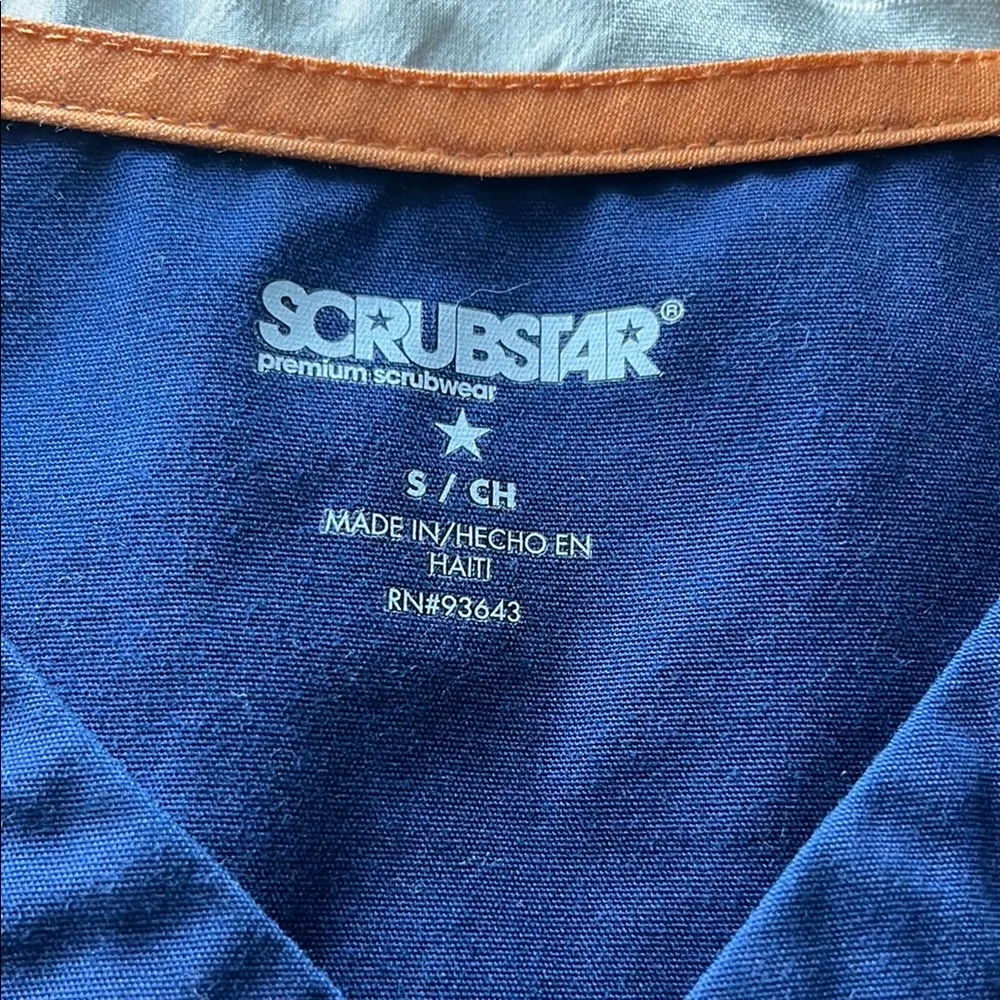 SCRUBSTAR®
premium scrubwear
S / CH
MADE IN/HECHO EN
HAITI
RN#93643